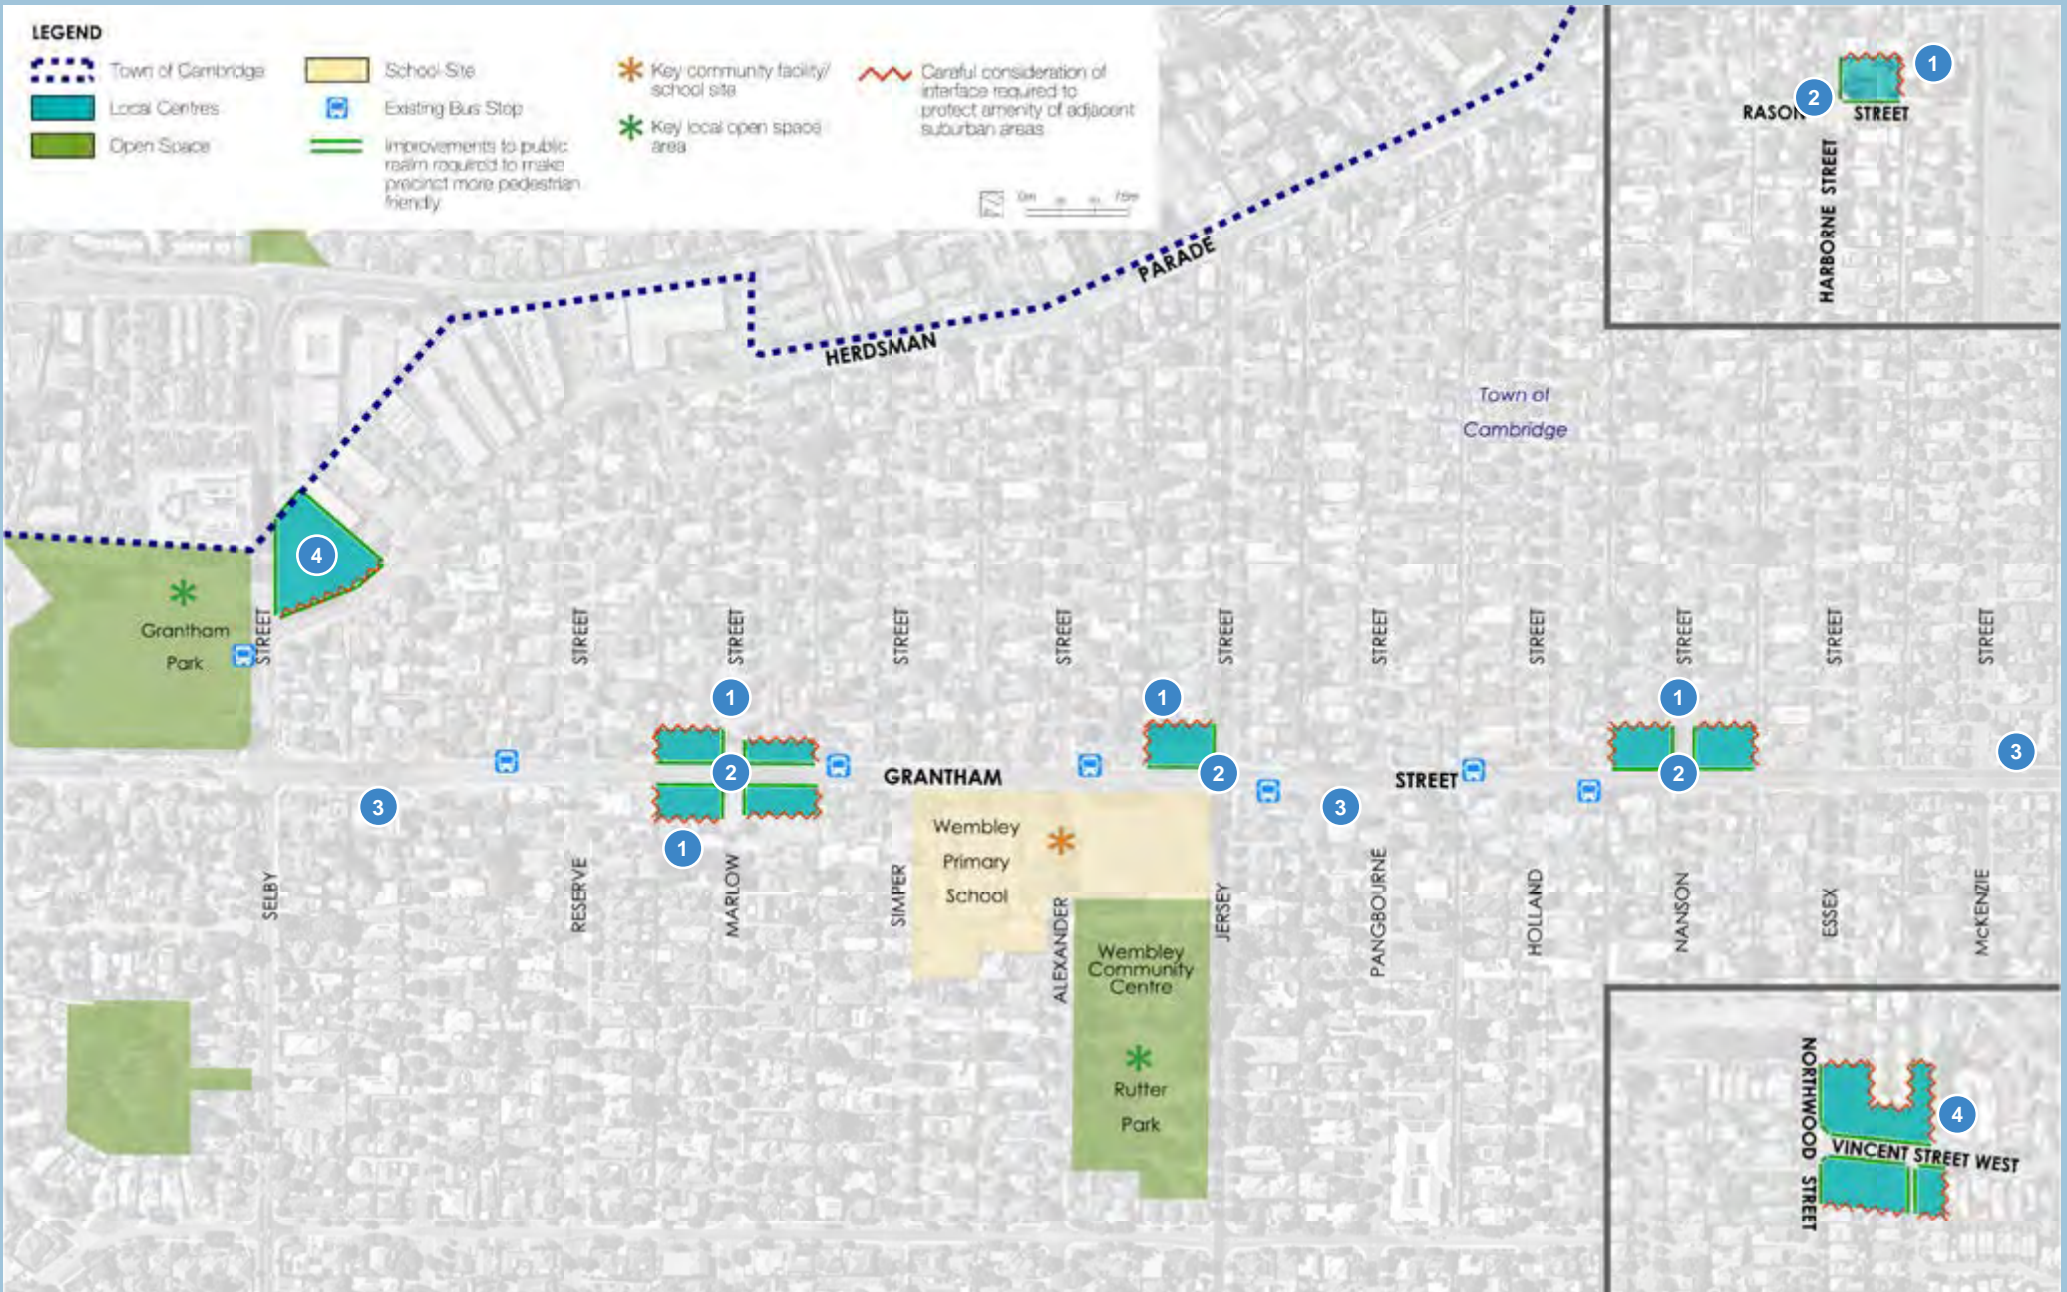 LEGEND
Town of Cambridge
Local Centres
Open Space
School Site
Existing Bus Stop
Improvements to public
realm required to make
precinct more pedestrian
friendly
Key community facility/
school site
Key local open space
area
Careful consideration of
interface required to
protect amenity of adjacent
suburban areas
0m
75m
1
2
RASON STREET
HARBORNE STREET
HERDSMAN PARADE
Town of
Cambridge
4
Grantham
Park
STREET
STREET
STREET
STREET
STREET
STREET
STREET
STREET
STREET
STREET
STREET
1
1
1
2
2
2
3
3
3
GRANTHAM STREET
1
Wembley
Primary
School
SELBY
RESERVE
MARLOW
SIMPER
ALEXANDER
JERSEY
PANGBOURNE
HOLLAND
NANSON
ESSEX
McKENZIE
Wembley
Community
Centre
Rutter
Park
NORTHWOOD STREET
4
VINCENT STREET WEST